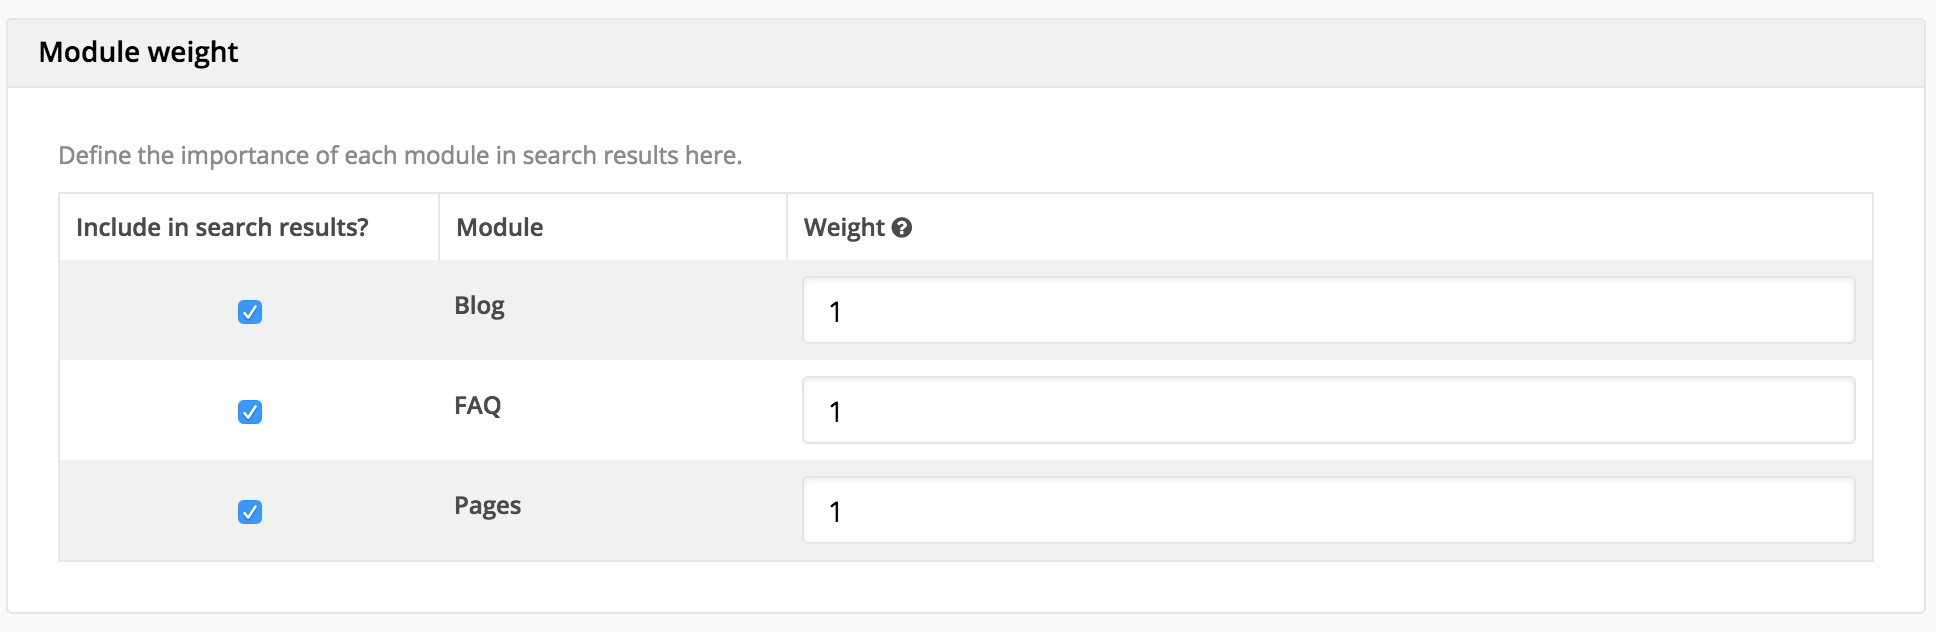 Module weight
Define the importance of each module in search results here.
Include in search results? Module Weight ?
Blog 1
FAQ 1
Pages 1